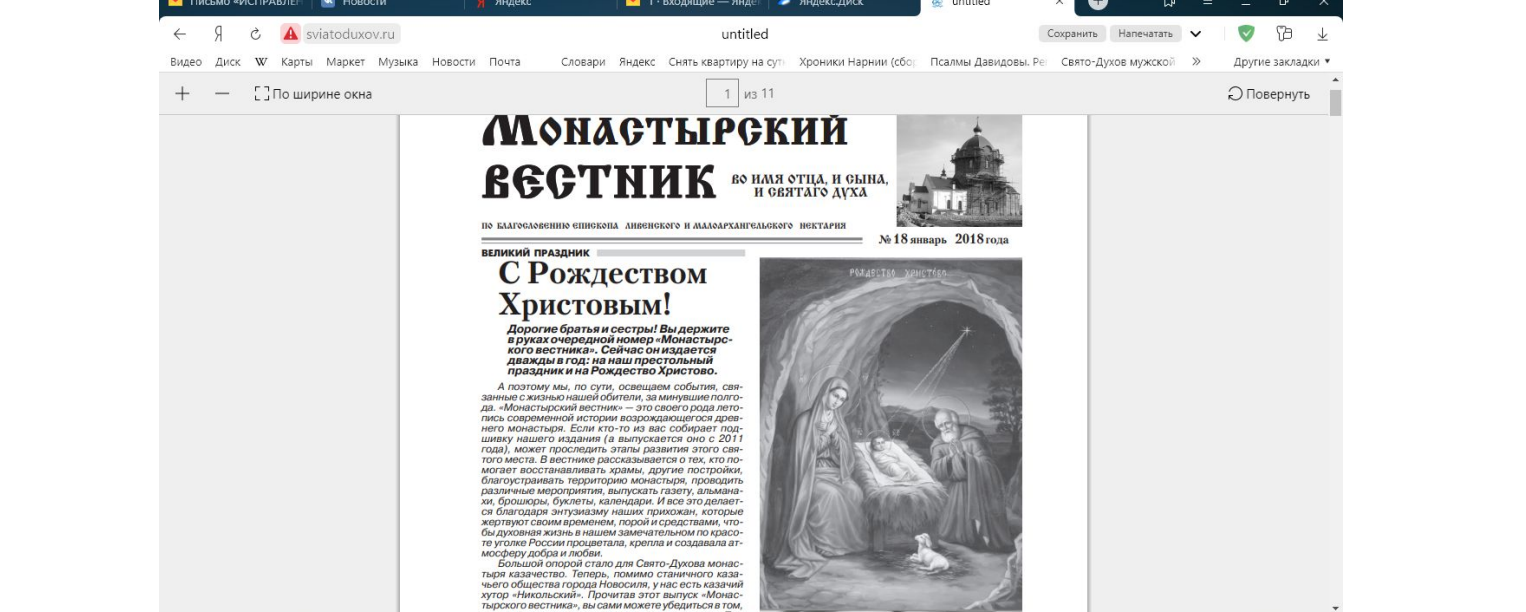 Письмо «ИСПРАВЛЕН
Новости
Яндекс
Входящие — Яндек
Яндекс.Диск
untitled
sviatoduxov.ru
untitled
Сохранить
Напечатать
Видео Диск W Карты Маркет Музыка Новости Почта Словари Яндекс Снять квартиру на сут Хроники Нарнии (сбор Псалмы Давидовы. Ре Свято-Духов мужской » Другие закладки
По ширине окна
1 из 11
Повернуть
Монастырский
вестник
во имя отца, и сына,
и святаго духа
по благословению епископа ливенского и малоархангельского нектария
№ 18 январь 2018 года
ВЕЛИКИЙ ПРАЗДНИК
С Рождеством
Христовым!
Дорогие братья и сестры! Вы держите
в руках очередной номер «Монастырс-
кого вестника». Сейчас он издается
дважды в год: на наш престольный
праздник и на Рождество Христово.
А поэтому мы, по сути, освещаем события, свя-
занные с жизнью нашей обители, за минувшие полго-
да. «Монастырский вестник» — это своего рода лето-
пись современной истории возрождающегося древ-
него монастыря. Если кто-то из вас собирает под-
шивку нашего издания (а выпускается оно с 2011
года), может проследить этапы развития этого свя-
того места. В вестнике рассказывается о тех, кто по-
могает восстанавливать храмы, другие постройки,
благоустраивать территорию монастыря, проводить
различные мероприятия, выпускать газету, альмана-
хи, брошюры, буклеты, календари. И все это делает-
ся благодаря энтузиазму наших прихожан, которые
жертвуют своим временем, порой и средствами, что-
бы духовная жизнь в нашем замечательном по красо-
те уголке России процветала, крепла и создавала ат-
мосферу добра и любви.
Большой опорой стало для Свято-Духова монас-
тыря казачество. Теперь, помимо станичного каза-
чьего общества города Новосиля, у нас есть казачий
хутор «Никольский». Прочитав этот выпуск «Монас-
тырского вестника», вы сами можете убедиться в том,
РОЖДЕСТВО ХРИСТОВО